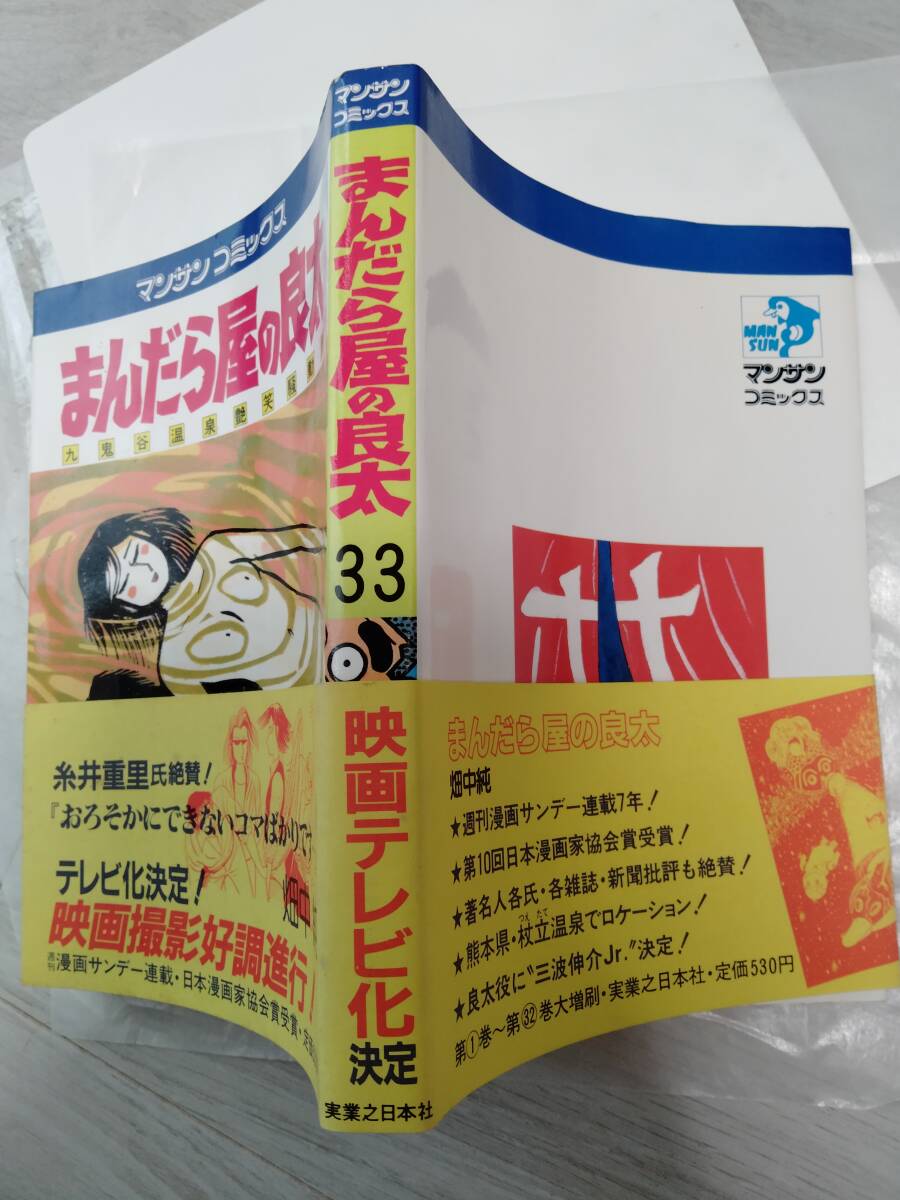 マンサン コミックス
まんだら屋の良太
九鬼谷温泉艶笑騒動
糸井重里氏絶賛!
『おろそかにできないコマばかりです
テレビ化決定!
畑中
映画撮影好調進行
週刊漫画サンデー連載・日本漫画家協会賞受賞・定価
マンサン
コミックス
まんだら屋の良太
33
映画テレビ化
決定
実業之日本社
MAN
SUN
マンサン
コミックス
まんだら屋の良太
畑中純
★週刊漫画サンデー連載7年!
★第10回日本漫画家協会賞受賞!
★著名人各氏・各雑誌・新聞批評も絶賛!
★熊本県・杖立温泉でロケーション!
つえ たて
★良太役に“三波伸介Jr.”決定!
第①巻〜第㉜巻大増刷・実業之日本社・定価530円